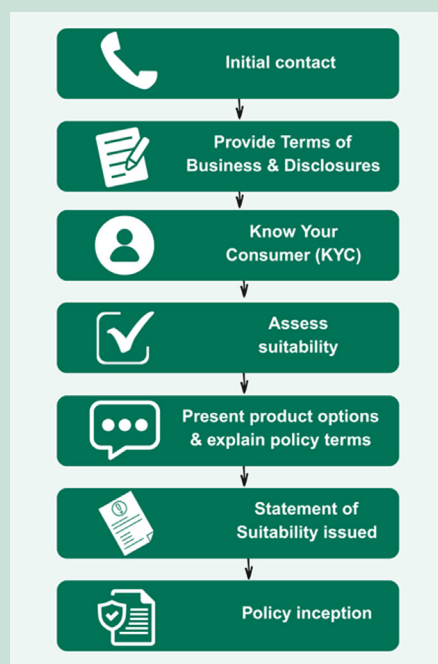 Initial contact
Provide Terms of
Business & Disclosures
Know Your
Consumer (KYC)
Assess
suitability
Present product options
& explain policy terms
Statement of
Suitability issued
Policy inception